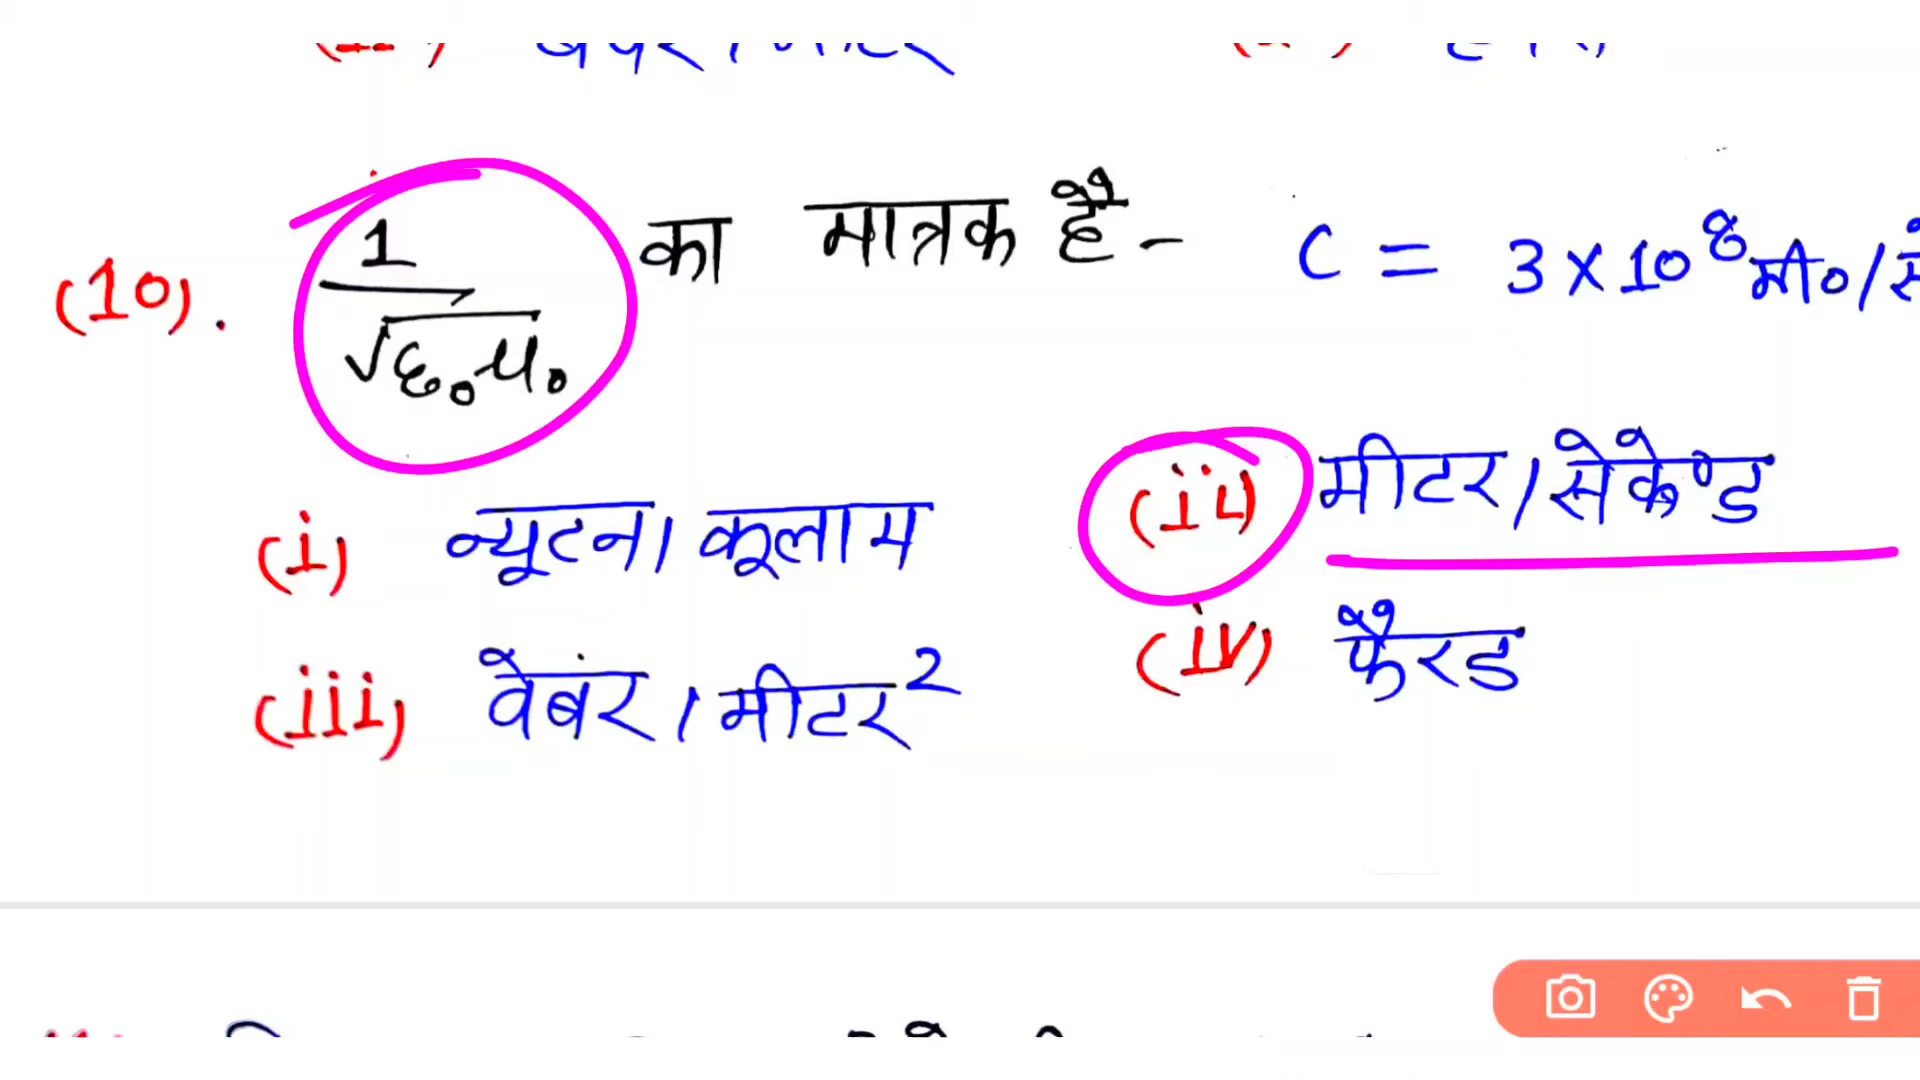 (10). 1/√ε₀μ₀ का मात्रक है- C = 3×10⁸ मी०/से
(i) न्यूटन/कूलाम (ii) मीटर/सेकेण्ड
(iii) वेबर/मीटर² (iv) फैरड